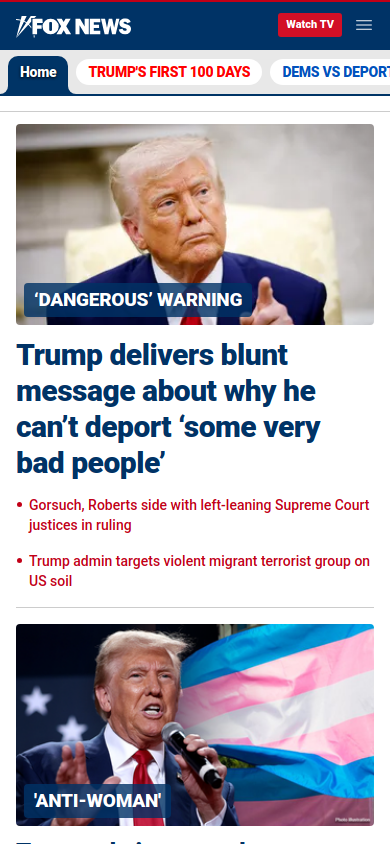 FOX NEWS
Watch TV
Home
TRUMP'S FIRST 100 DAYS
DEMS VS DEPORT
‘DANGEROUS’ WARNING
Trump delivers blunt
message about why he
can’t deport ‘some very
bad people’
• Gorsuch, Roberts side with left-leaning Supreme Court
justices in ruling
• Trump admin targets violent migrant terrorist group on
US soil
'ANTI-WOMAN'
Photo Illustration